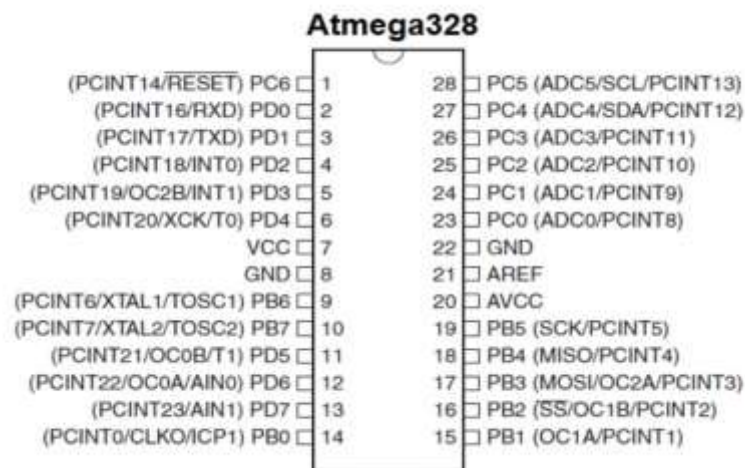 Atmega328
(PCINT14/RESET) PC6 1 28 PC5 (ADC5/SCL/PCINT13)
(PCINT16/RXD) PD0 2 27 PC4 (ADC4/SDA/PCINT12)
(PCINT17/TXD) PD1 3 26 PC3 (ADC3/PCINT11)
(PCINT18/INT0) PD2 4 25 PC2 (ADC2/PCINT10)
(PCINT19/OC2B/INT1) PD3 5 24 PC1 (ADC1/PCINT9)
(PCINT20/XCK/T0) PD4 6 23 PC0 (ADC0/PCINT8)
VCC 7 22 GND
GND 8 21 AREF
(PCINT6/XTAL1/TOSC1) PB6 9 20 AVCC
(PCINT7/XTAL2/TOSC2) PB7 10 19 PB5 (SCK/PCINT5)
(PCINT21/OC0B/T1) PD5 11 18 PB4 (MISO/PCINT4)
(PCINT22/OC0A/AIN0) PD6 12 17 PB3 (MOSI/OC2A/PCINT3)
(PCINT23/AIN1) PD7 13 16 PB2 (SS/OC1B/PCINT2)
(PCINT0/CLKO/ICP1) PB0 14 15 PB1 (OC1A/PCINT1)